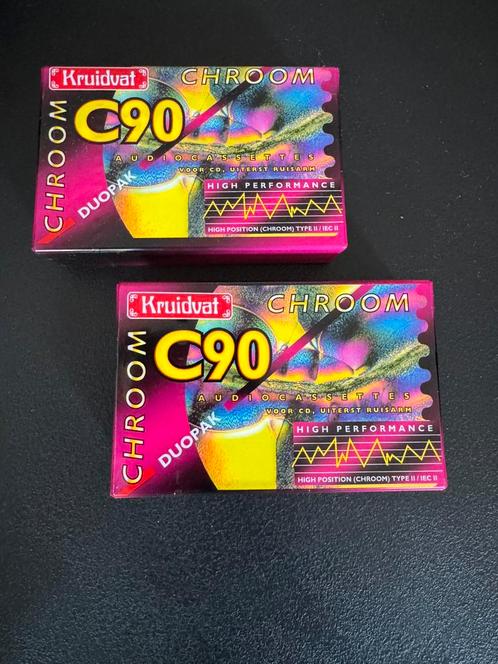 Kruidvat
CHROOM
CHROOM
C90
AUDIOCASSETTES
VOOR CD, UITERST RUISARM
DUOPAK
HIGH PERFORMANCE
HIGH POSITION (CHROOM) TYPE II / IEC II
Kruidvat
CHROOM
CHROOM
C90
AUDIOCASSETTES
VOOR CD, UITERST RUISARM
DUOPAK
HIGH PERFORMANCE
HIGH POSITION (CHROOM) TYPE II / IEC II